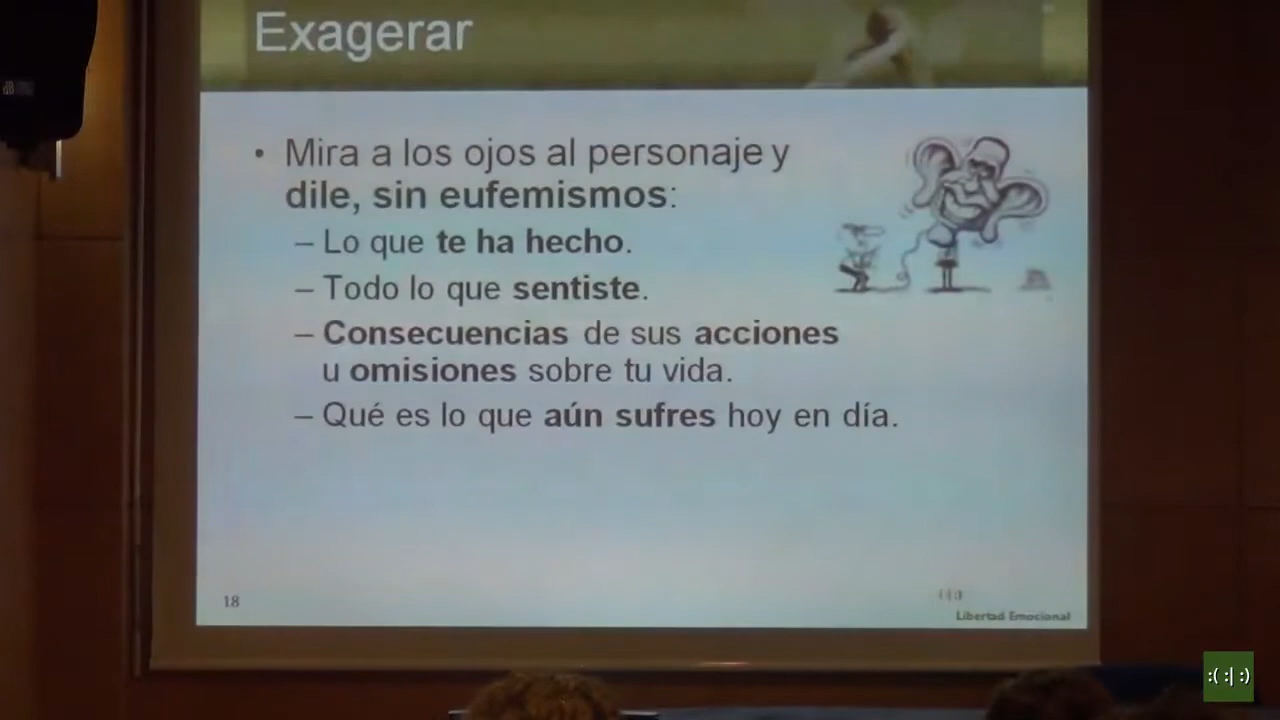 Exagerar
• Mira a los ojos al personaje y
dile, sin eufemismos:
– Lo que te ha hecho.
– Todo lo que sentiste.
– Consecuencias de sus acciones
u omisiones sobre tu vida.
– Qué es lo que aún sufres hoy en día.
18
Libertad Emocional
:( :| :)